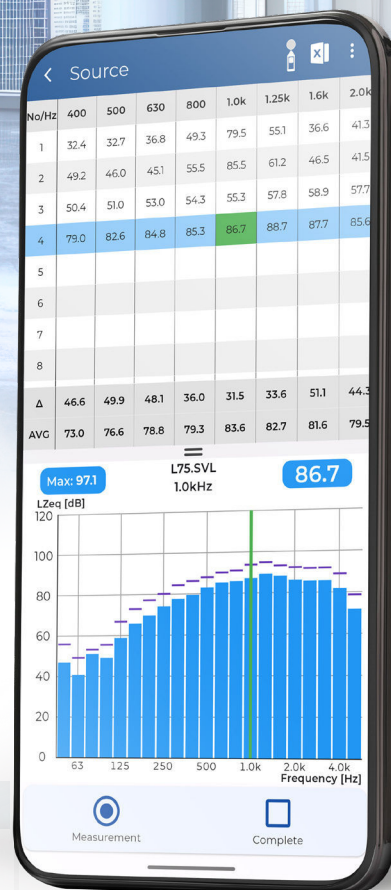 Source
No/Hz 400 500 630 800 1.0k 1.25k 1.6k 2.0k
1 32.4 32.7 36.8 49.3 79.5 55.1 36.6 41.3
2 49.2 46.0 45.1 55.5 85.5 61.2 46.5 41.5
3 50.4 51.0 53.0 54.3 55.3 57.8 58.9 57.7
4 79.0 82.6 84.8 85.3 86.7 88.7 87.7 85.6
5
6
7
8
Δ 46.6 49.9 48.1 36.0 31.5 33.6 51.1 44.3
AVG 73.0 76.6 78.8 79.3 83.6 82.7 81.6 79.5
Max: 97.1 L75.SVL 86.7
1.0kHz
LZeq [dB]
120
100
80
60
40
20
0
63 125 250 500 1.0k 2.0k 4.0k
Frequency [Hz]
Measurement Complete